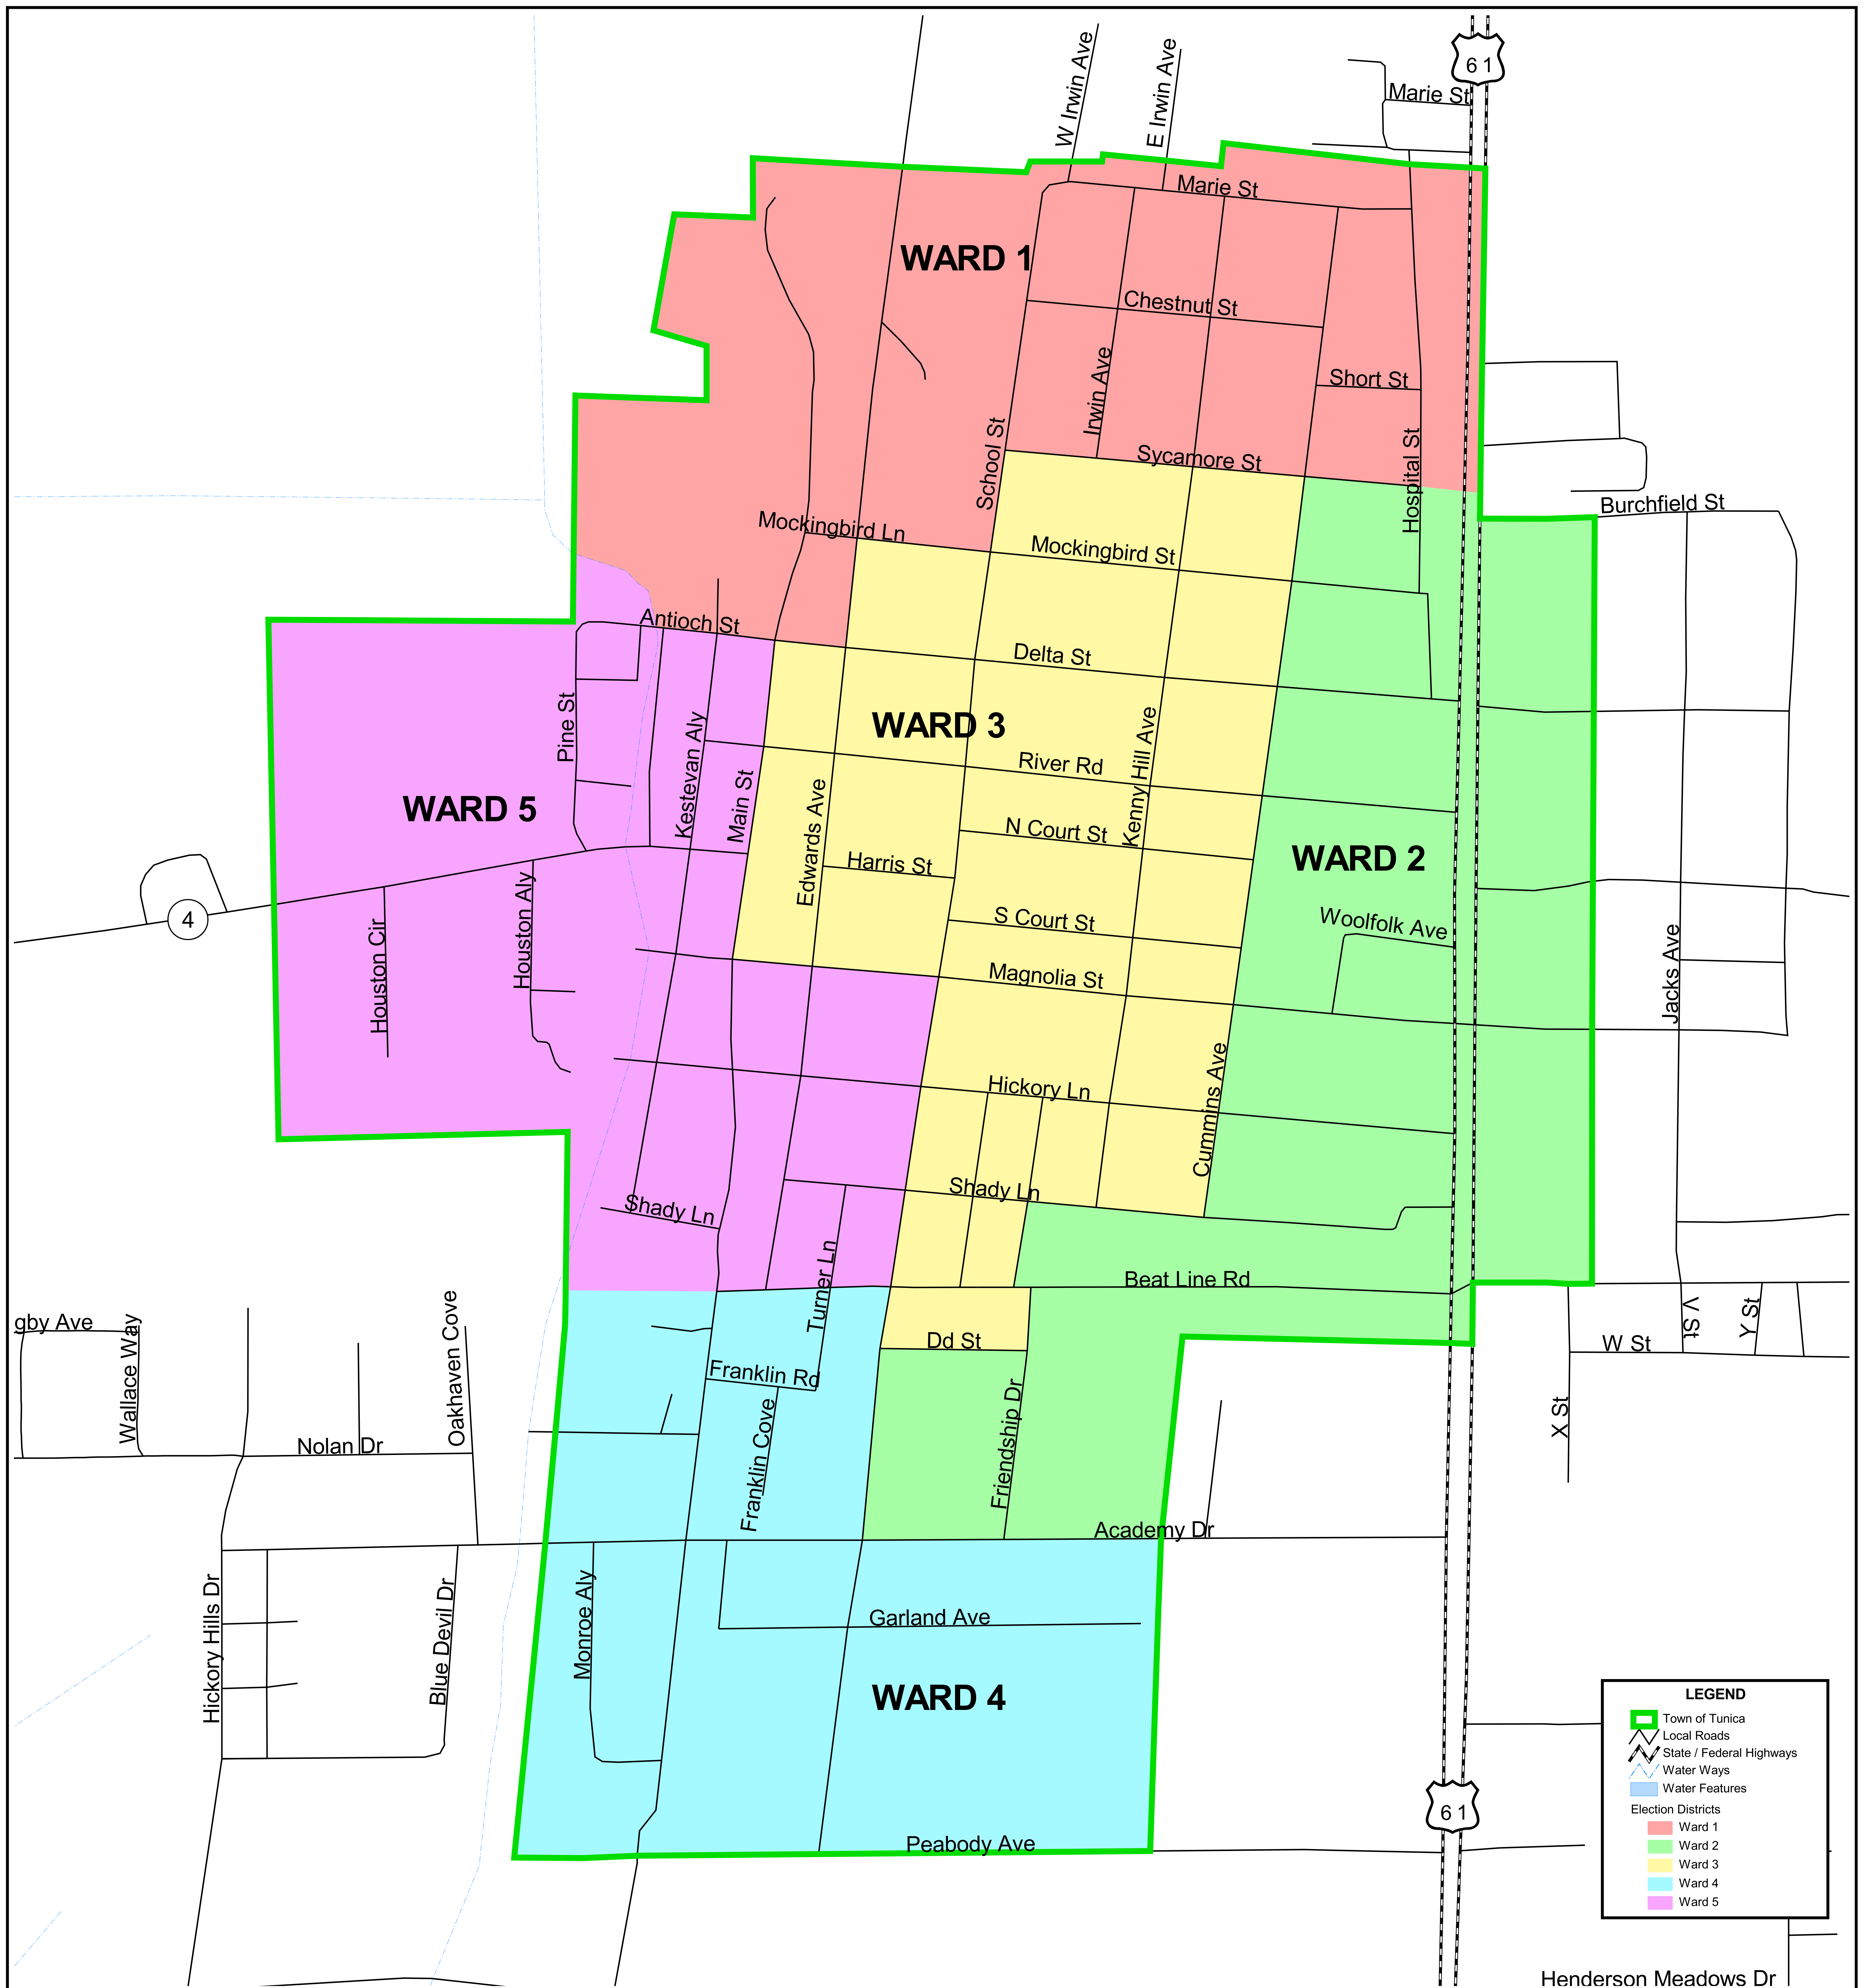 61
Marie St
W Irwin Ave
E Irwin Ave
Marie St
WARD 1
Chestnut St
Irwin Ave
Short St
School St
Sycamore St
Hospital St
Burchfield St
Mockingbird Ln
Mockingbird St
Antioch St
Delta St
Pine St
Kestevan Aly
WARD 3
River Rd
Kenny Hill Ave
Main St
Edwards Ave
WARD 5
N Court St
Harris St
WARD 2
4
Houston Cir
Houston Aly
S Court St
Woolfolk Ave
Magnolia St
Jacks Ave
Hickory Ln
Cummins Ave
Shady Ln
Shady Ln
Turner Ln
Beat Line Rd
gby Ave
Wallace Way
Oakhaven Cove
Dd St
V St
Y St
W St
Franklin Rd
Franklin Cove
Friendship Dr
X St
Nolan Dr
Academy Dr
Hickory Hills Dr
Blue Devil Dr
Monroe Aly
Garland Ave
WARD 4
Peabody Ave
61
LEGEND
Town of Tunica
Local Roads
State / Federal Highways
Water Ways
Water Features
Election Districts
Ward 1
Ward 2
Ward 3
Ward 4
Ward 5
Henderson Meadows Dr